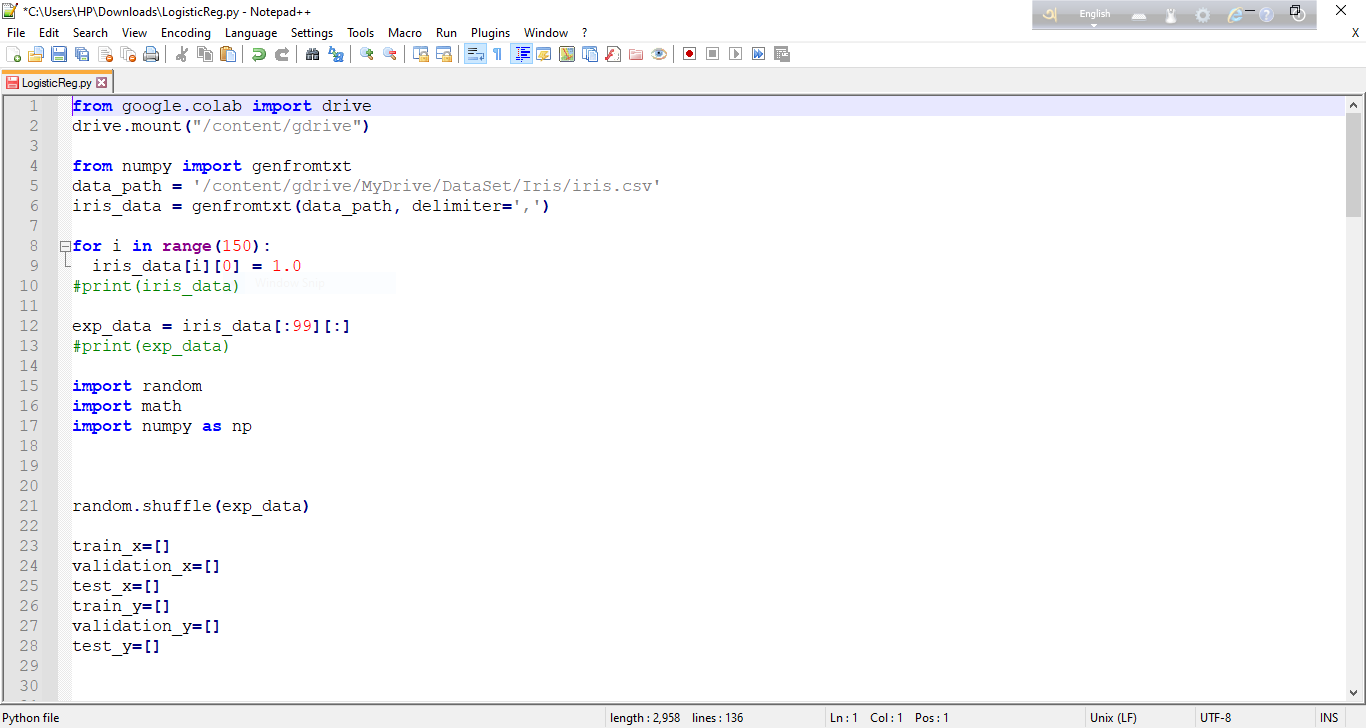 *C:\Users\HP\Downloads\LogisticReg.py - Notepad++
English
File Edit Search View Encoding Language Settings Tools Macro Run Plugins Window ?
X
LogisticReg.py
1 from google.colab import drive
2 drive.mount("/content/gdrive")
3
4 from numpy import genfromtxt
5 data_path = '/content/gdrive/MyDrive/DataSet/Iris/iris.csv'
6 iris_data = genfromtxt(data_path, delimiter=',')
7
8 for i in range(150):
9   iris_data[i][0] = 1.0
10 #print(iris_data)
11
12 exp_data = iris_data[:99][:]
13 #print(exp_data)
14
15 import random
16 import math
17 import numpy as np
18
19
20
21 random.shuffle(exp_data)
22
23 train_x=[]
24 validation_x=[]
25 test_x=[]
26 train_y=[]
27 validation_y=[]
28 test_y=[]
29
30
Python file length : 2,958 lines : 136 Ln : 1 Col : 1 Pos : 1 Unix (LF) UTF-8 INS